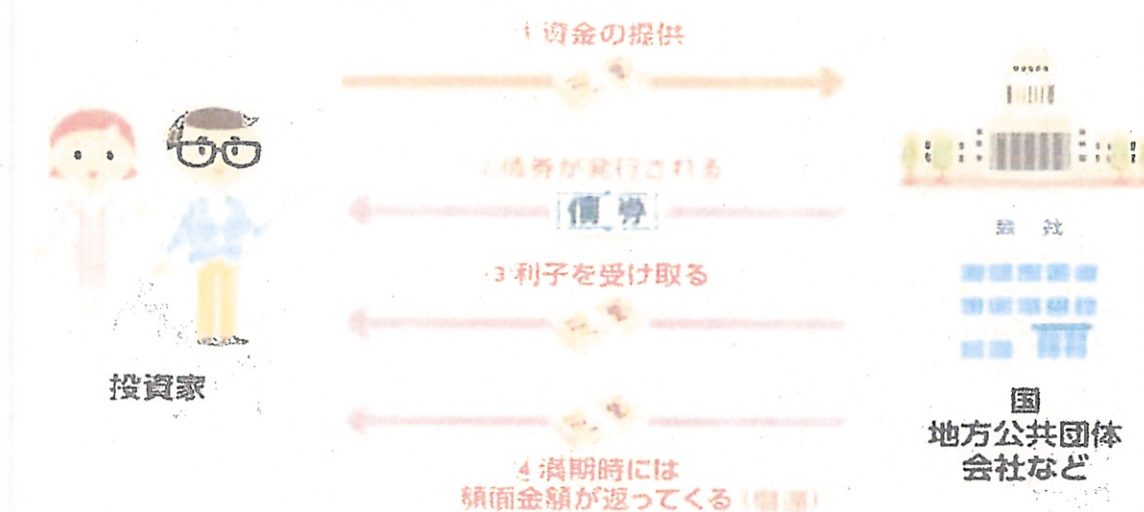 1 資金の提供
2 債券が発行される
債券
3 利子を受け取る
4 満期時には
額面金額が返ってくる
投資家
会社
国
地方公共団体
会社など